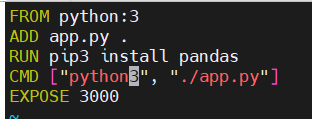 FROM python:3
ADD app.py .
RUN pip3 install pandas
CMD ["python3", "./app.py"]
EXPOSE 3000
~